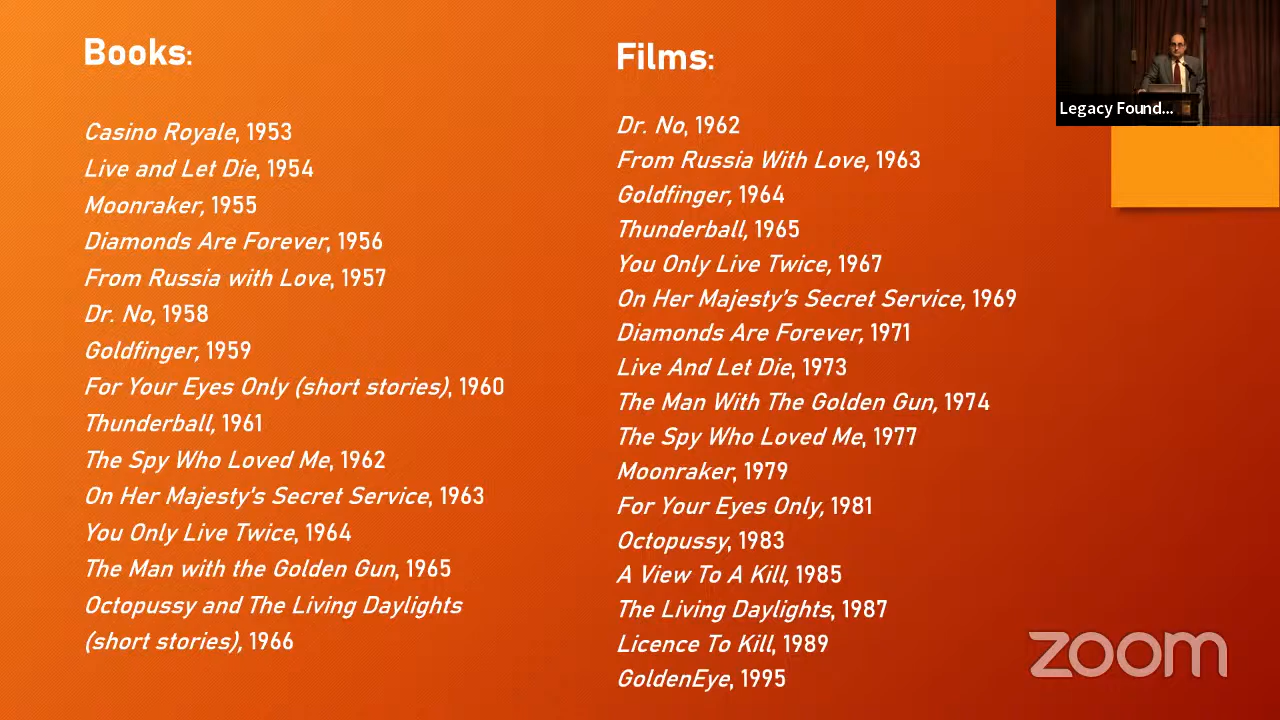 Books:
Casino Royale, 1953
Live and Let Die, 1954
Moonraker, 1955
Diamonds Are Forever, 1956
From Russia with Love, 1957
Dr. No, 1958
Goldfinger, 1959
For Your Eyes Only (short stories), 1960
Thunderball, 1961
The Spy Who Loved Me, 1962
On Her Majesty's Secret Service, 1963
You Only Live Twice, 1964
The Man with the Golden Gun, 1965
Octopussy and The Living Daylights
(short stories), 1966
Films:
Dr. No, 1962
From Russia With Love, 1963
Goldfinger, 1964
Thunderball, 1965
You Only Live Twice, 1967
On Her Majesty's Secret Service, 1969
Diamonds Are Forever, 1971
Live And Let Die, 1973
The Man With The Golden Gun, 1974
The Spy Who Loved Me, 1977
Moonraker, 1979
For Your Eyes Only, 1981
Octopussy, 1983
A View To A Kill, 1985
The Living Daylights, 1987
Licence To Kill, 1989
GoldenEye, 1995
Legacy Found...
zoom